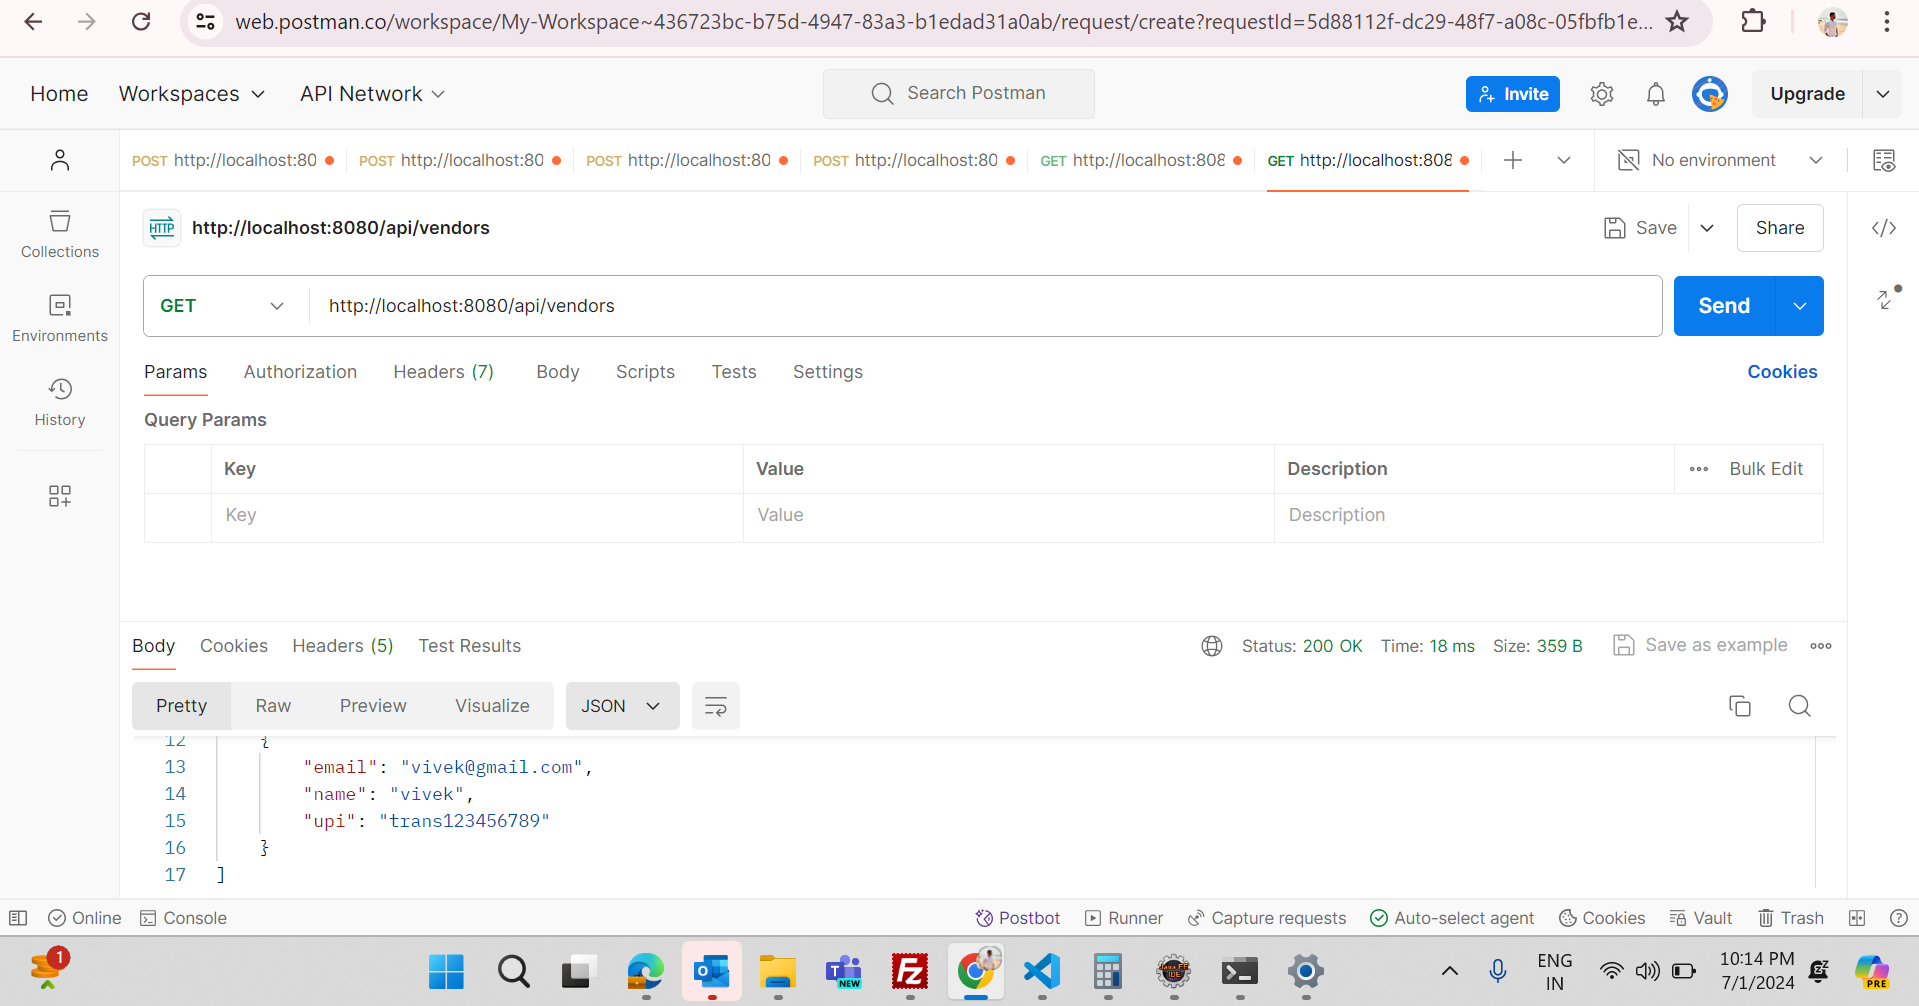 web.postman.co/workspace/My-Workspace~436723bc-b75d-4947-83a3-b1edad31a0ab/request/create?requestId=5d88112f-dc29-48f7-a08c-05fbfb1e...
Home Workspaces API Network Search Postman Invite Upgrade
POST http://localhost:80 POST http://localhost:80 POST http://localhost:80 POST http://localhost:80 GET http://localhost:808 GET http://localhost:808 No environment
HTTP http://localhost:8080/api/vendors Save Share
Collections
GET http://localhost:8080/api/vendors Send
Environments
Params Authorization Headers (7) Body Scripts Tests Settings Cookies
History
Query Params
Key Value Description Bulk Edit
Key Value Description
Body Cookies Headers (5) Test Results Status: 200 OK Time: 18 ms Size: 359 B Save as example
Pretty Raw Preview Visualize JSON
12 {
13 "email": "vivek@gmail.com",
14 "name": "vivek",
15 "upi": "trans123456789"
16 }
17 ]
Online Console Postbot Runner Capture requests Auto-select agent Cookies Vault Trash
1 NEW PRE
ENG 10:14 PM
IN 7/1/2024